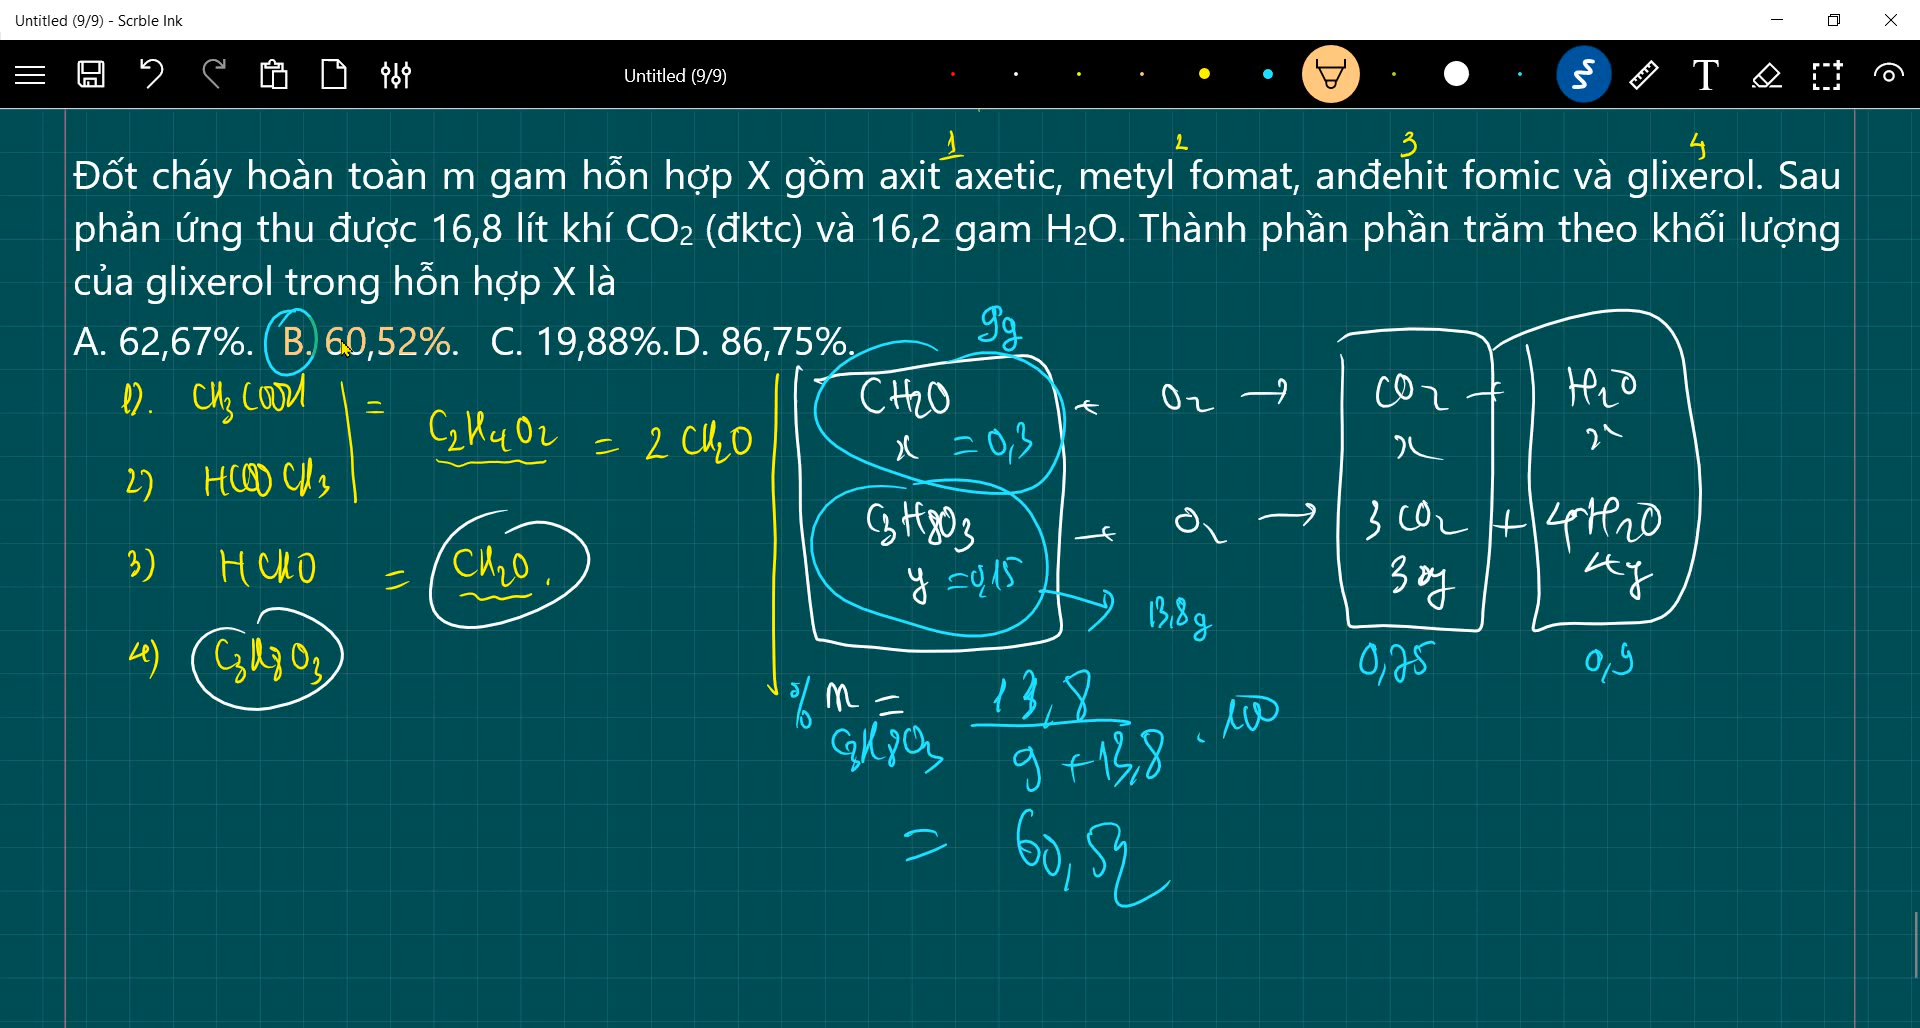 Untitled (9/9) - Scrble Ink
Untitled (9/9)
T
1 2 3 4
Đốt cháy hoàn toàn m gam hỗn hợp X gồm axit axetic, metyl fomat, anđehit fomic và glixerol. Sau
phản ứng thu được 16,8 lít khí CO2 (đktc) và 16,2 gam H2O. Thành phần phần trăm theo khối lượng
của glixerol trong hỗn hợp X là
A. 62,67%. B. 60,52%. C. 19,88%. D. 86,75%.
9g
1). CH3COOH = C2H4O2 = 2 CH2O
2) HCOOCH3
3) HCHO = CH2O.
4) C3H8O3
CH2O + O2 → CO2 + H2O
x = 0,3 x x
C3H8O3 + O2 → 3 CO2 + 4H2O
y = 0,15 3y 4y
13,8g
0,75 0,9
% m C3H8O3 = 13,8 / 9 + 13,8 . 100
= 60,52